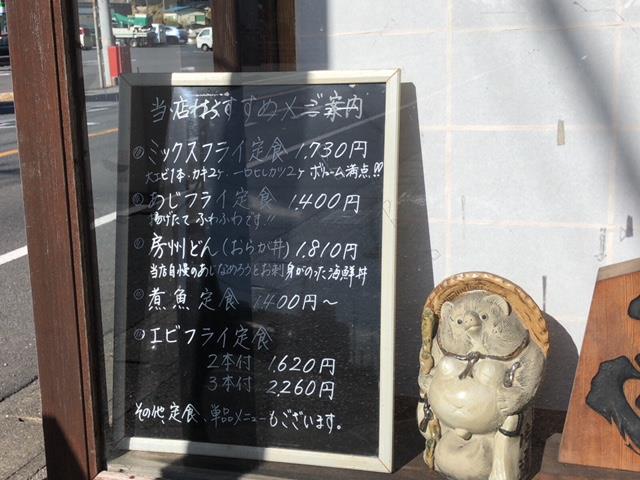 当店おすすめメご案内
ミックスフライ定食 1.730円
大エビ1本・カキ2ヶ・一口ヒレカツ2ヶ ボリューム満点!!
あじフライ定食 1.400円
揚げたて ふわふわです!!
房州どん(おらが丼) 1.810円
当店自慢のあじなめろうとお刺身がのった海鮮丼
煮魚定食 1400円〜
エビフライ定食
2本付 1.620円
3本付 2.260円
その他、定食、単品メニューもございます。